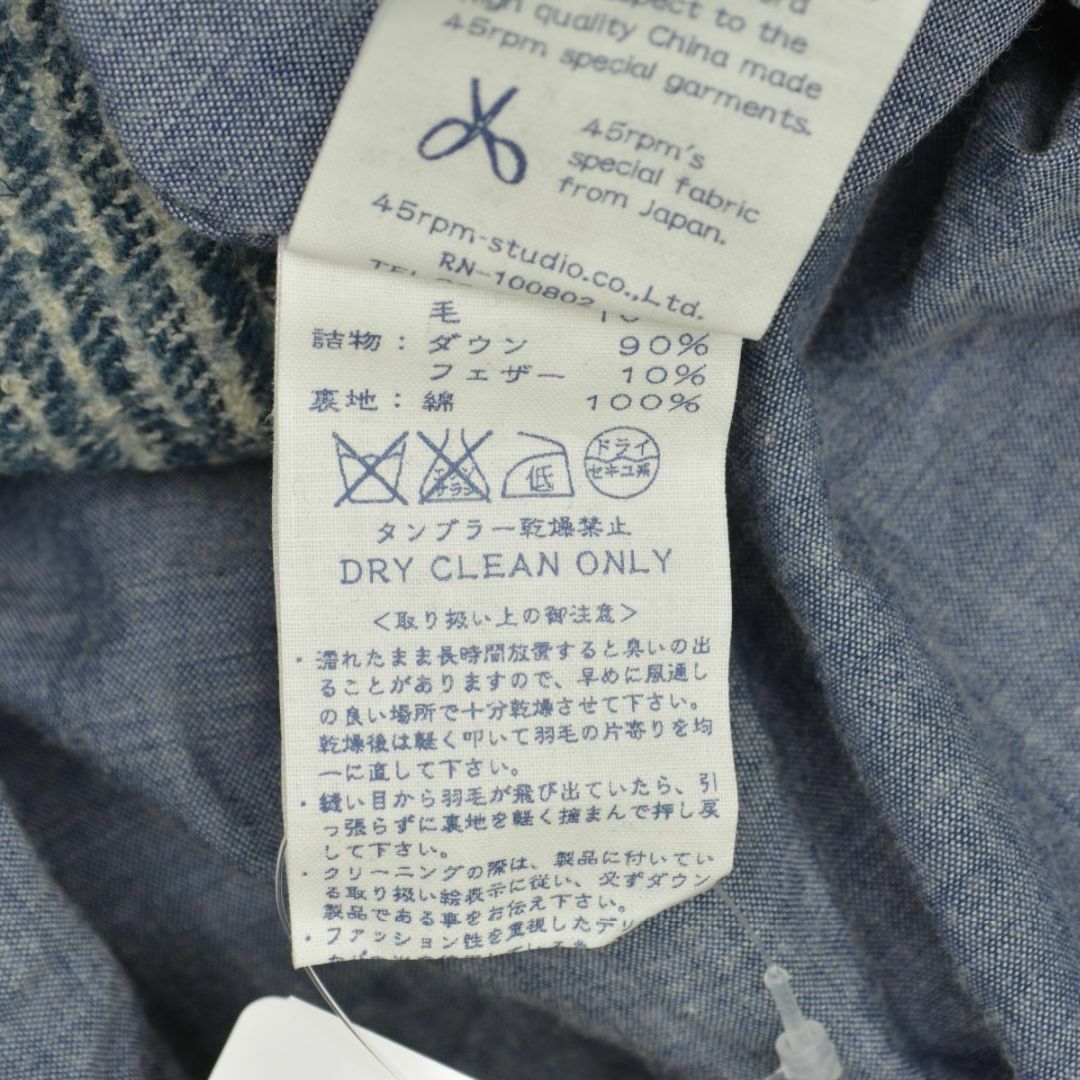 spect to the
high quality China made
45rpm special garments.
45rpm's
special fabric
from Japan.
45rpm-studio.co.,Ltd.
RN-100802
毛
詰物：ダウン 90%
フェザー 10%
裏地：綿 100%
エンソ
サラシ
低
ドライ
セキユ系
タンブラー乾燥禁止
DRY CLEAN ONLY
<取り扱い上の御注意>
・濡れたまま長時間放置すると臭いの出
ることがありますので、早めに風通し
の良い場所で十分乾燥させて下さい。
乾燥後は軽く叩いて羽毛の片寄りを均
一に直して下さい。
・縫い目から羽毛が飛び出ていたら、引
っ張らずに裏地を軽く摘まんで押し戻
して下さい。
・クリーニングの際は、製品に付いてい
る取り扱い絵表示に従い、必ずダウン
製品である事をお伝え下さい。
・ファッション性を重視したデリ